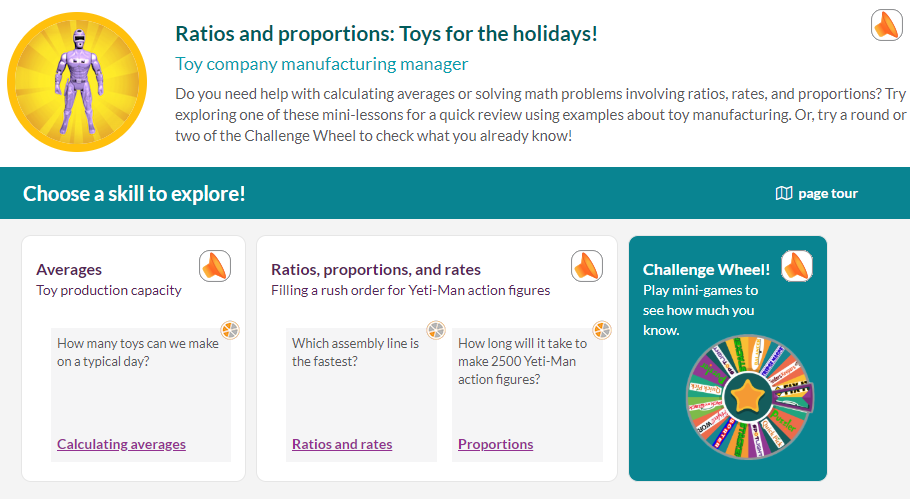 Ratios and proportions: Toys for the holidays!
Toy company manufacturing manager
Do you need help with calculating averages or solving math problems involving ratios, rates, and proportions? Try
exploring one of these mini-lessons for a quick review using examples about toy manufacturing. Or, try a round or
two of the Challenge Wheel to check what you already know!
Choose a skill to explore!
page tour
Averages
Toy production capacity
How many toys can we make
on a typical day?
Calculating averages
Ratios, proportions, and rates
Filling a rush order for Yeti-Man action figures
Which assembly line is
the fastest?
Ratios and rates
How long will it take to
make 2500 Yeti-Man
action figures?
Proportions
Challenge Wheel!
Play mini-games to
see how much you
know.